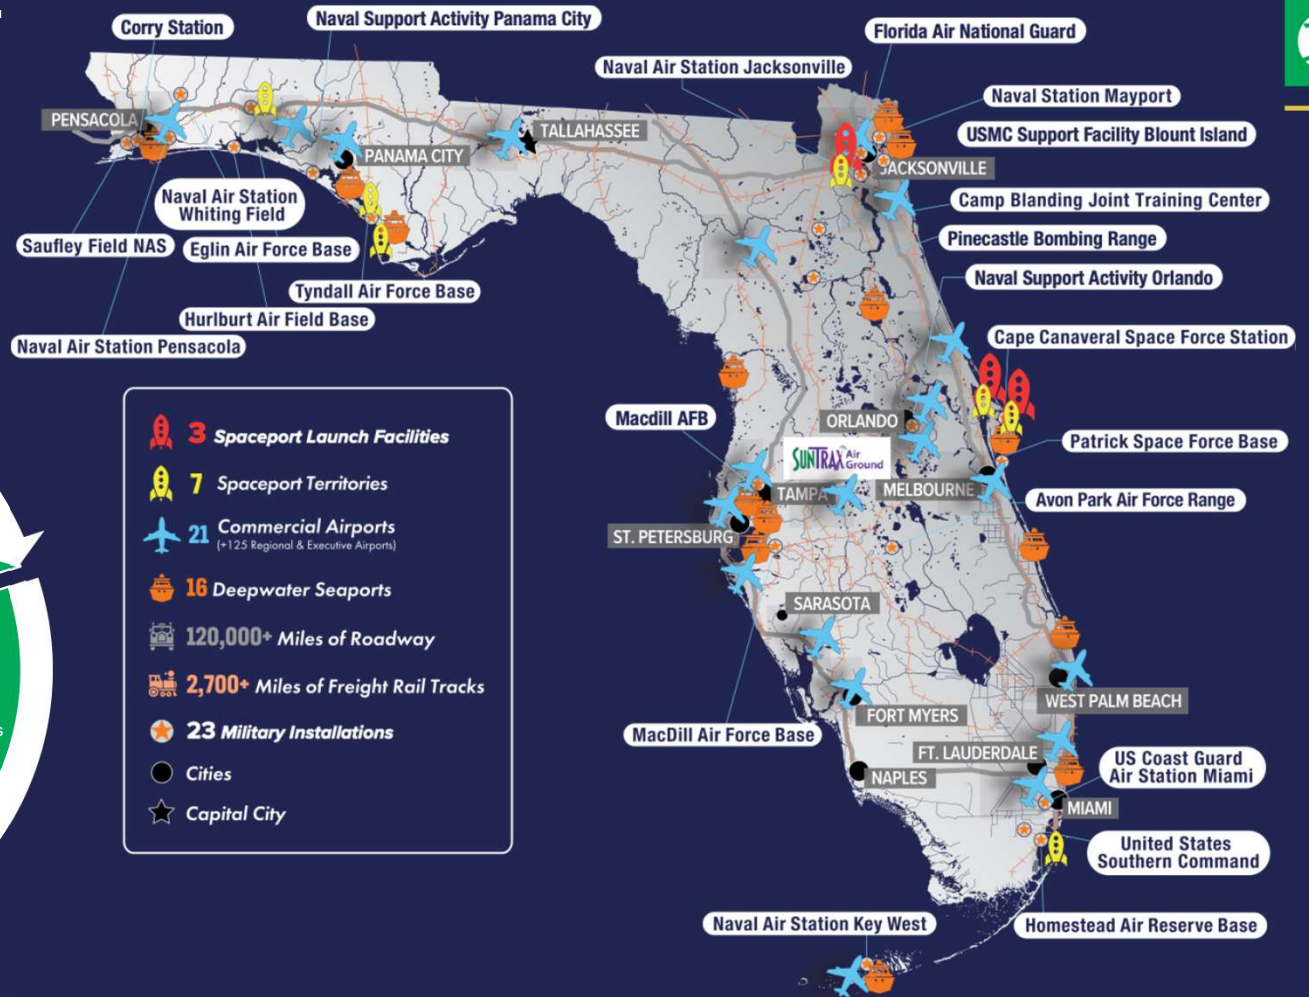 Corry Station
Naval Support Activity Panama City
Florida Air National Guard
Naval Air Station Jacksonville
Naval Station Mayport
USMC Support Facility Blount Island
PENSACOLA
TALLAHASSEE
PANAMA CITY
JACKSONVILLE
Naval Air Station
Whiting Field
Camp Blanding Joint Training Center
Saufley Field NAS
Eglin Air Force Base
Pinecastle Bombing Range
Tyndall Air Force Base
Naval Support Activity Orlando
Hurlburt Air Field Base
Naval Air Station Pensacola
Cape Canaveral Space Force Station
Macdill AFB
ORLANDO
Patrick Space Force Base
SUNTRAX Air
Ground
TAMPA
MELBOURNE
Avon Park Air Force Range
ST. PETERSBURG
SARASOTA
WEST PALM BEACH
FORT MYERS
MacDill Air Force Base
FT. LAUDERDALE
US Coast Guard
Air Station Miami
NAPLES
MIAMI
United States
Southern Command
Naval Air Station Key West
Homestead Air Reserve Base
3 Spaceport Launch Facilities
7 Spaceport Territories
21 Commercial Airports
(+125 Regional & Executive Airports)
16 Deepwater Seaports
120,000+ Miles of Roadway
2,700+ Miles of Freight Rail Tracks
23 Military Installations
Cities
Capital City